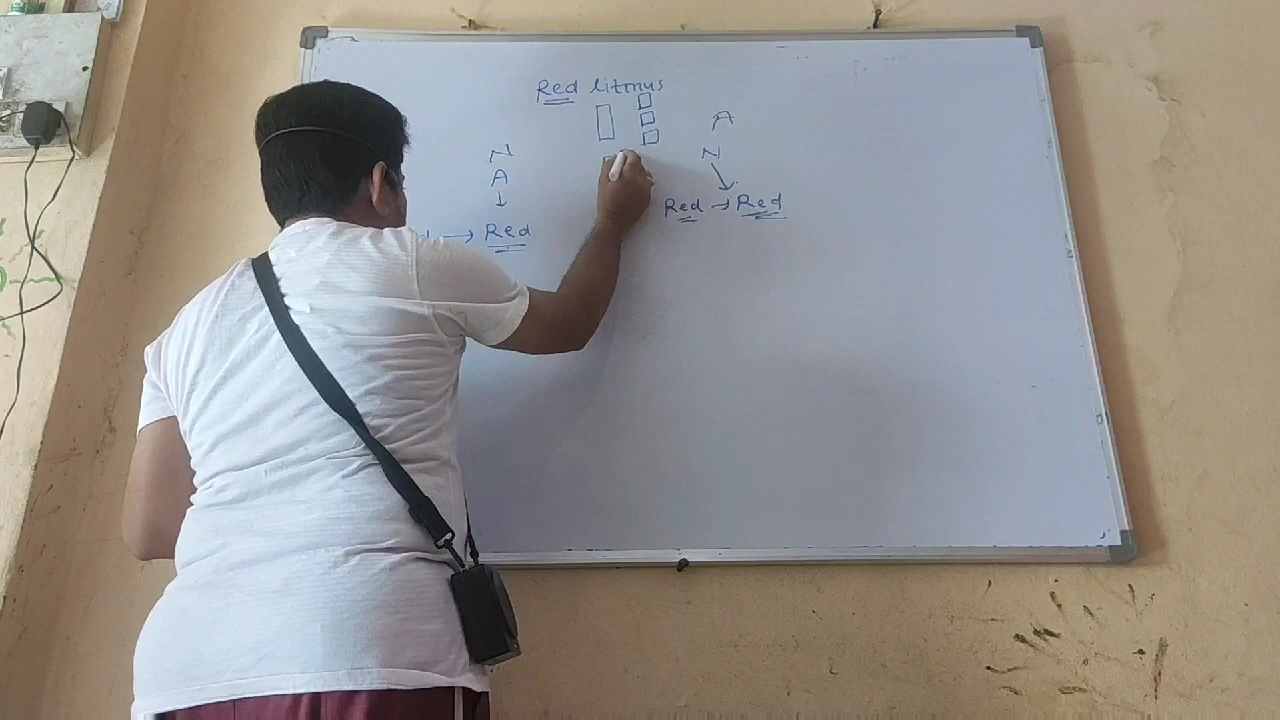 Red litmus
A
N
N
A
↓
Red → Red
→ Red